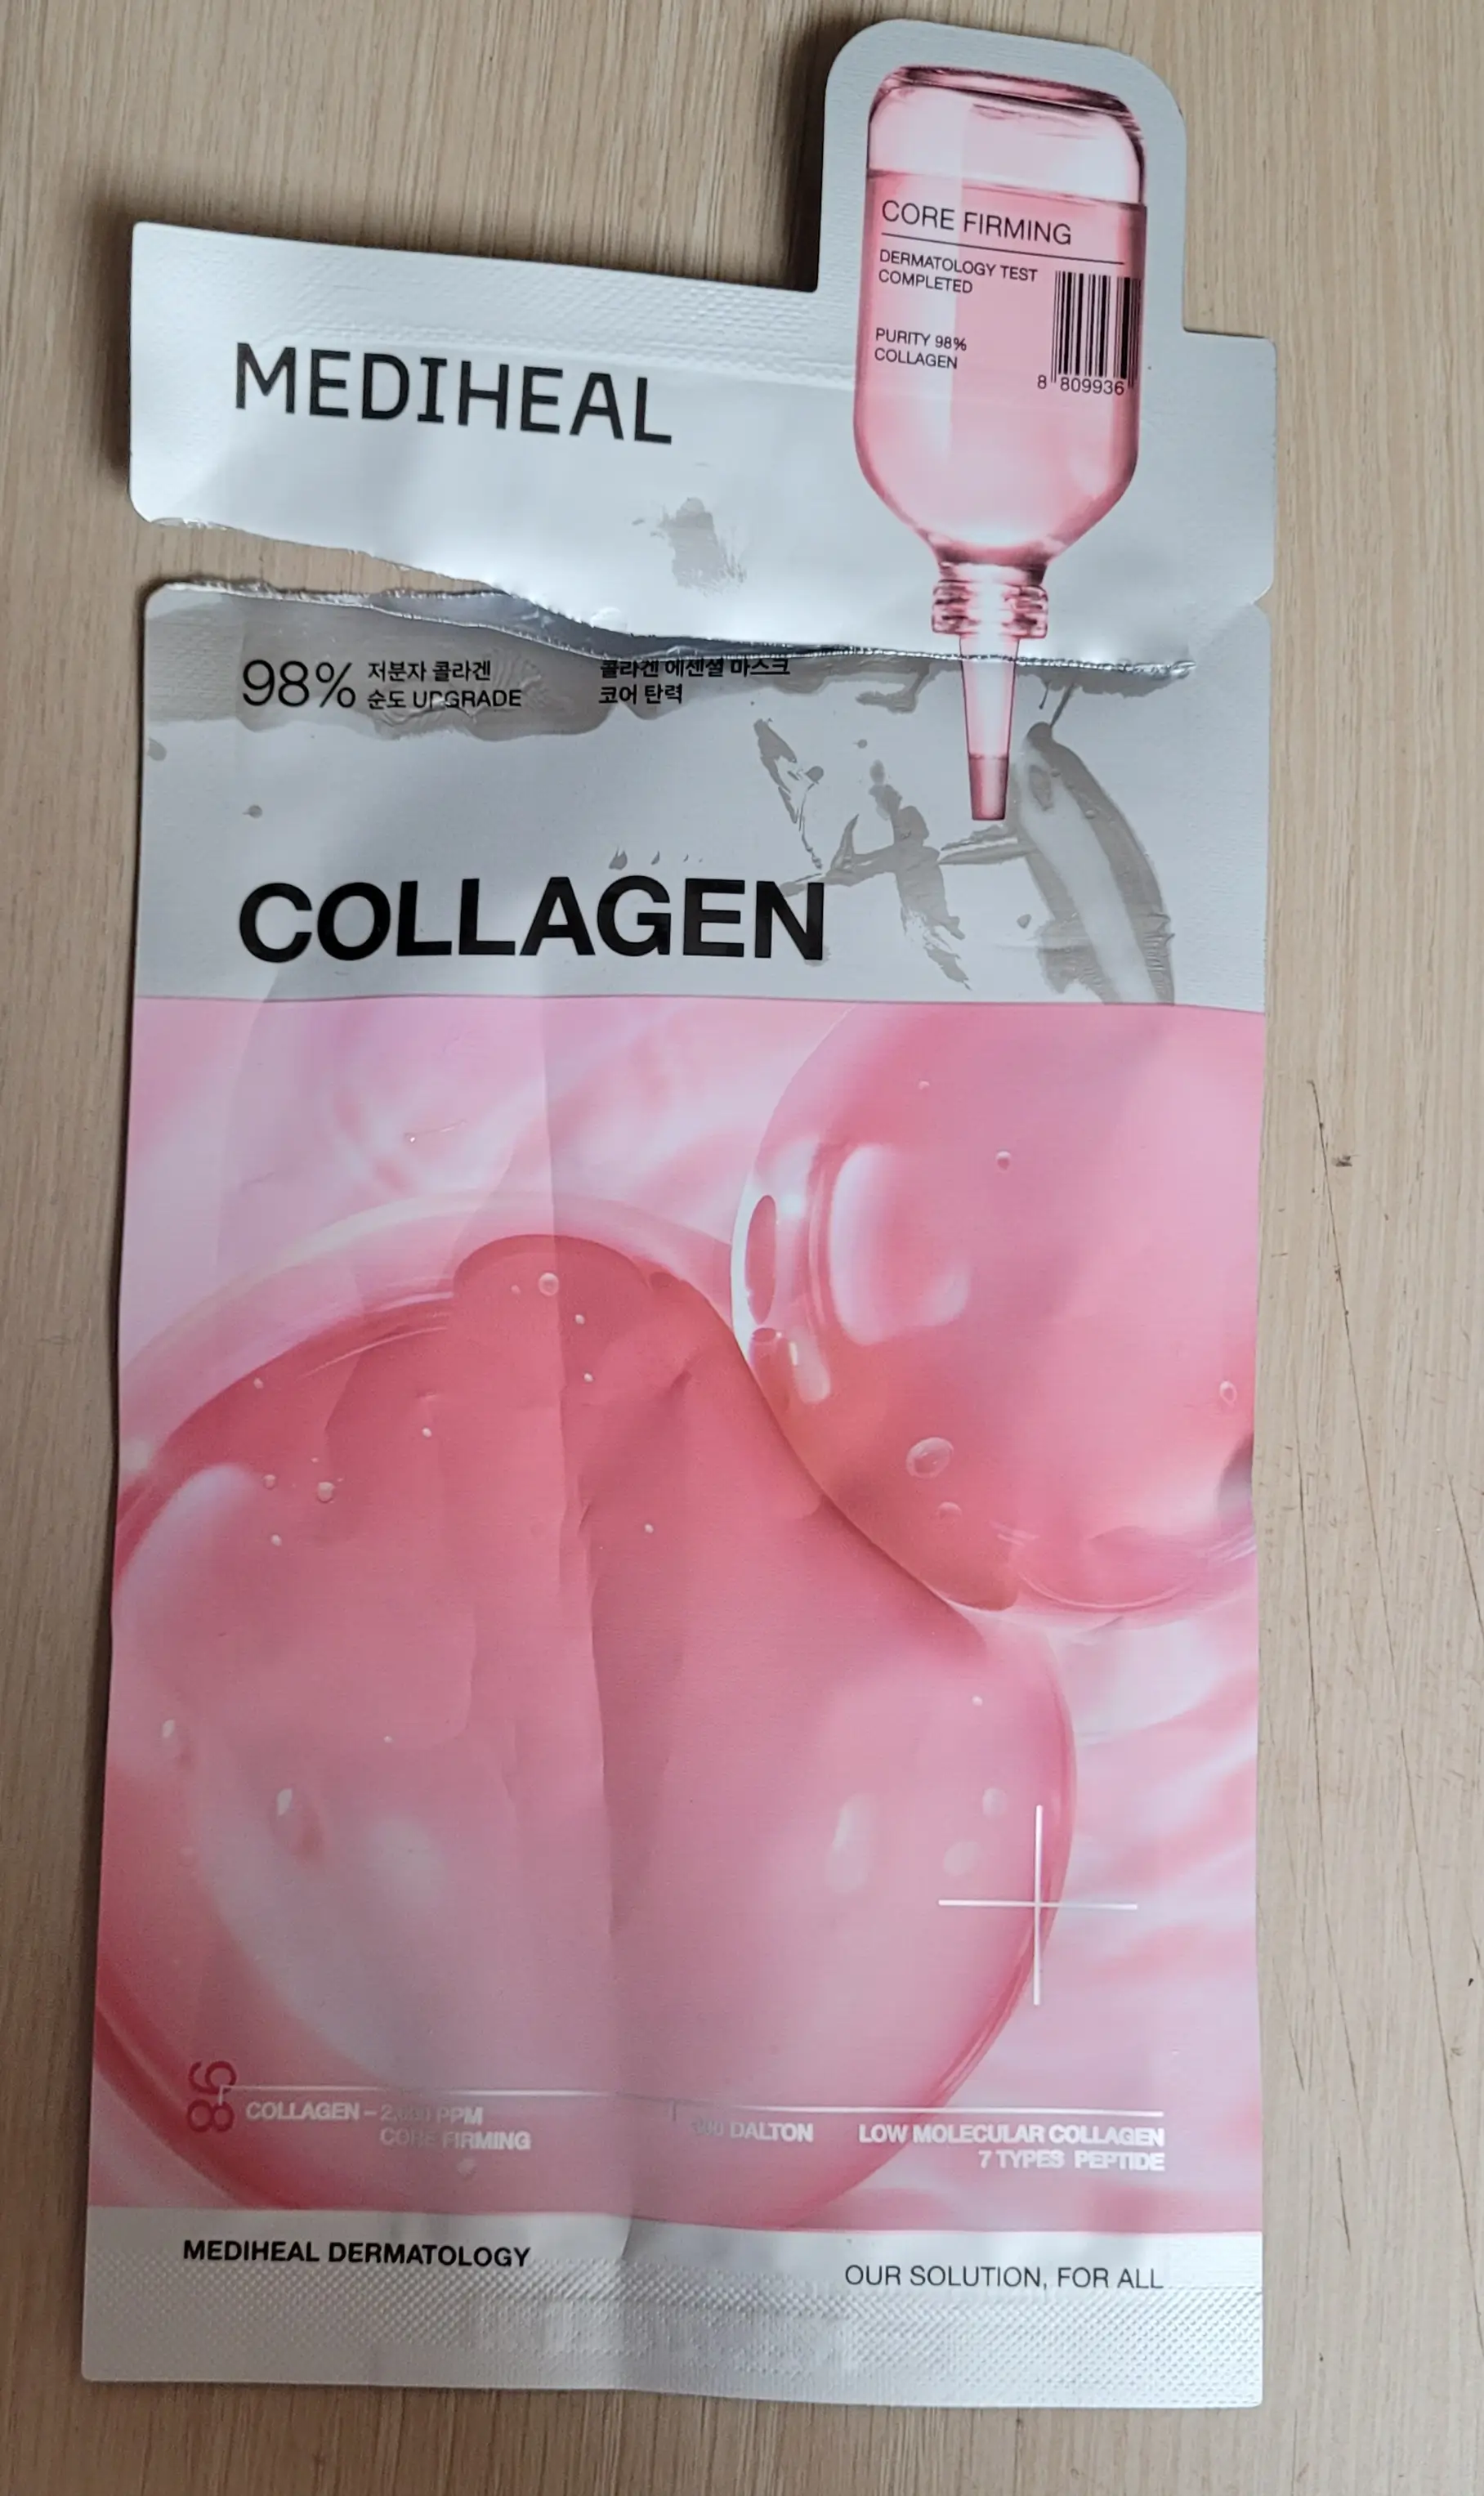 CORE FIRMING
DERMATOLOGY TEST
COMPLETED
PURITY 98%
COLLAGEN
8 809936
MEDIHEAL
98% 저분자 콜라겐
순도 UPGRADE
콜라겐 에센셜 마스크
코어 탄력
COLLAGEN
98
COLLAGEN – PPM
CORE FIRMING
DALTON
LOW MOLECULAR COLLAGEN
7 TYPES PEPTIDE
MEDIHEAL DERMATOLOGY
OUR SOLUTION, FOR ALL